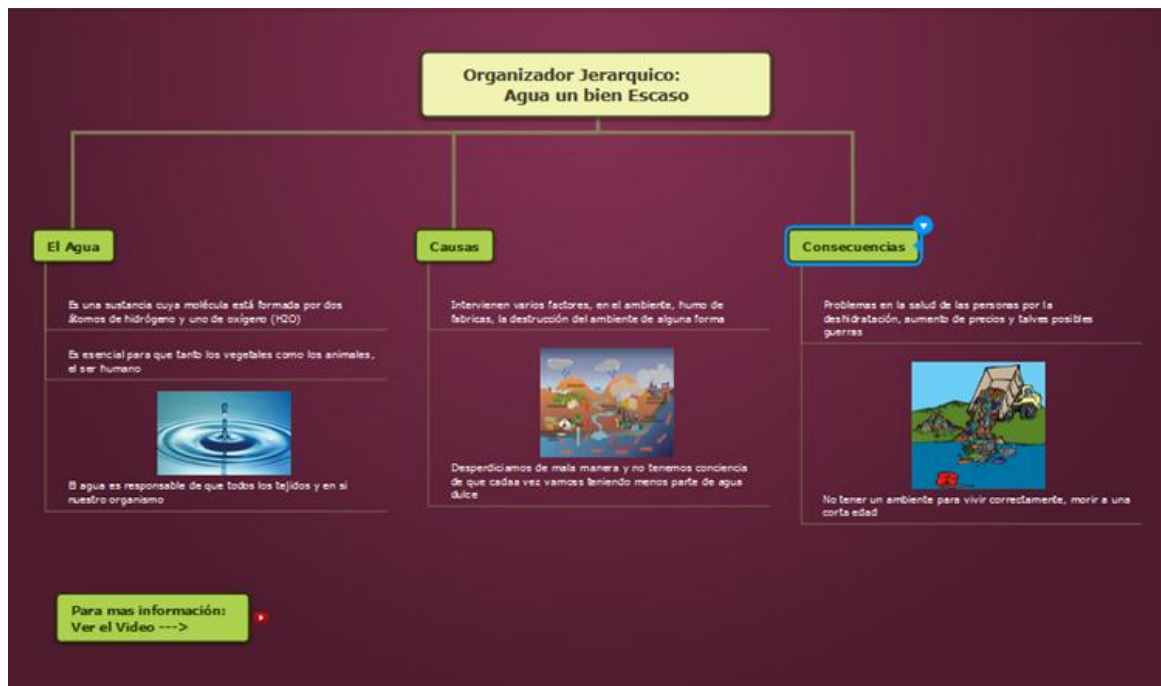 Organizador Jerarquico:
Agua un bien Escaso
El Agua
Es una sustancia cuya molécula está formada por dos
átomos de hidrógeno y uno de oxígeno (H2O)
Es esencial para que tanto los vegetales como los animales,
el ser humano
El agua es responsable de que todos los tejidos y en si
nuestro organismo
Causas
Intervienen varios factores, en el ambiente, humo de
fabricas, la destrucción del ambiente de alguna forma
Desperdiciamos de mala manera y no tenemos conciencia
de que cadaa vez vamoss teniendo menos parte de agua
dulce
Consecuencias
Problemas en la salud de las personas por la
deshidratación, aumento de precios y talves posibles
guerras
No tener un ambiente para vivir correctamente, morir a una
corta edad
Para mas información:
Ver el Video --->